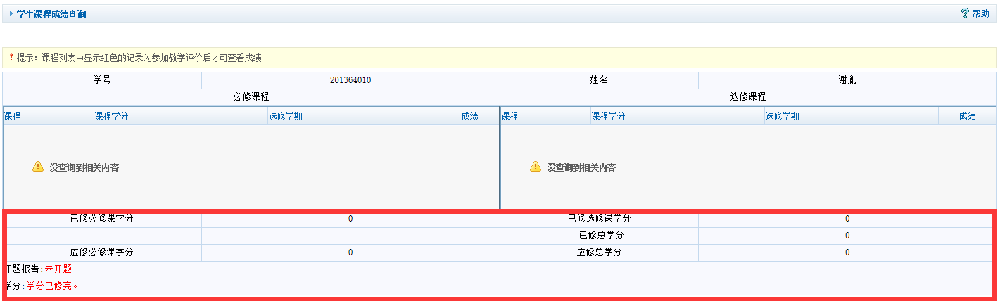 学生课程成绩查询 帮助
提示：课程列表中显示红色的记录为参加教学评价后才可查看成绩
学号 201364010 姓名 谢胤
必修课程 选修课程
课程 课程学分 选修学期 成绩 课程 课程学分 选修学期 成绩
没查询到相关内容 没查询到相关内容
已修必修课学分 0 已修选修课学分 0
已修总学分 0
应修必修课学分 0 应修总学分 0
开题报告:未开题
学分:学分已修完。